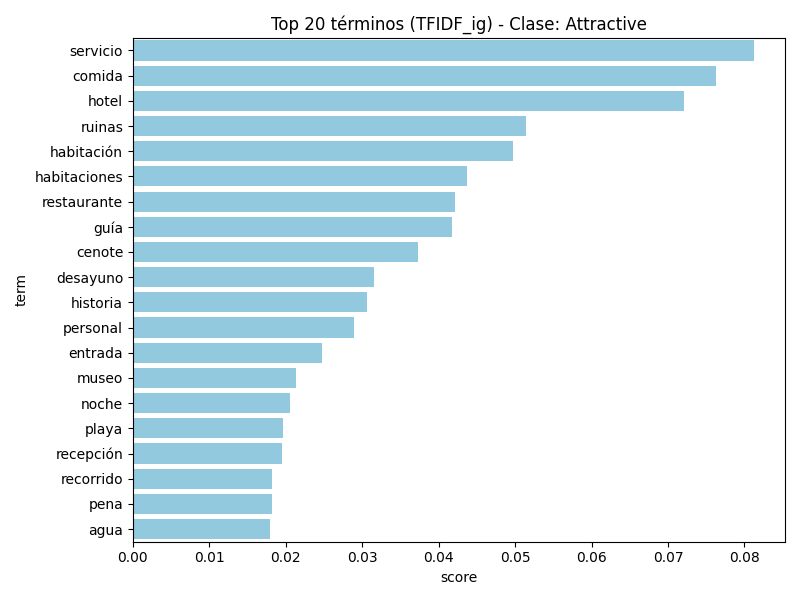 Top 20 términos (TFIDF_ig) - Clase: Attractive
servicio
comida
hotel
ruinas
habitación
habitaciones
restaurante
guía
cenote
desayuno
historia
personal
entrada
museo
noche
playa
recepción
recorrido
pena
agua
term
0.00 0.01 0.02 0.03 0.04 0.05 0.06 0.07 0.08
score